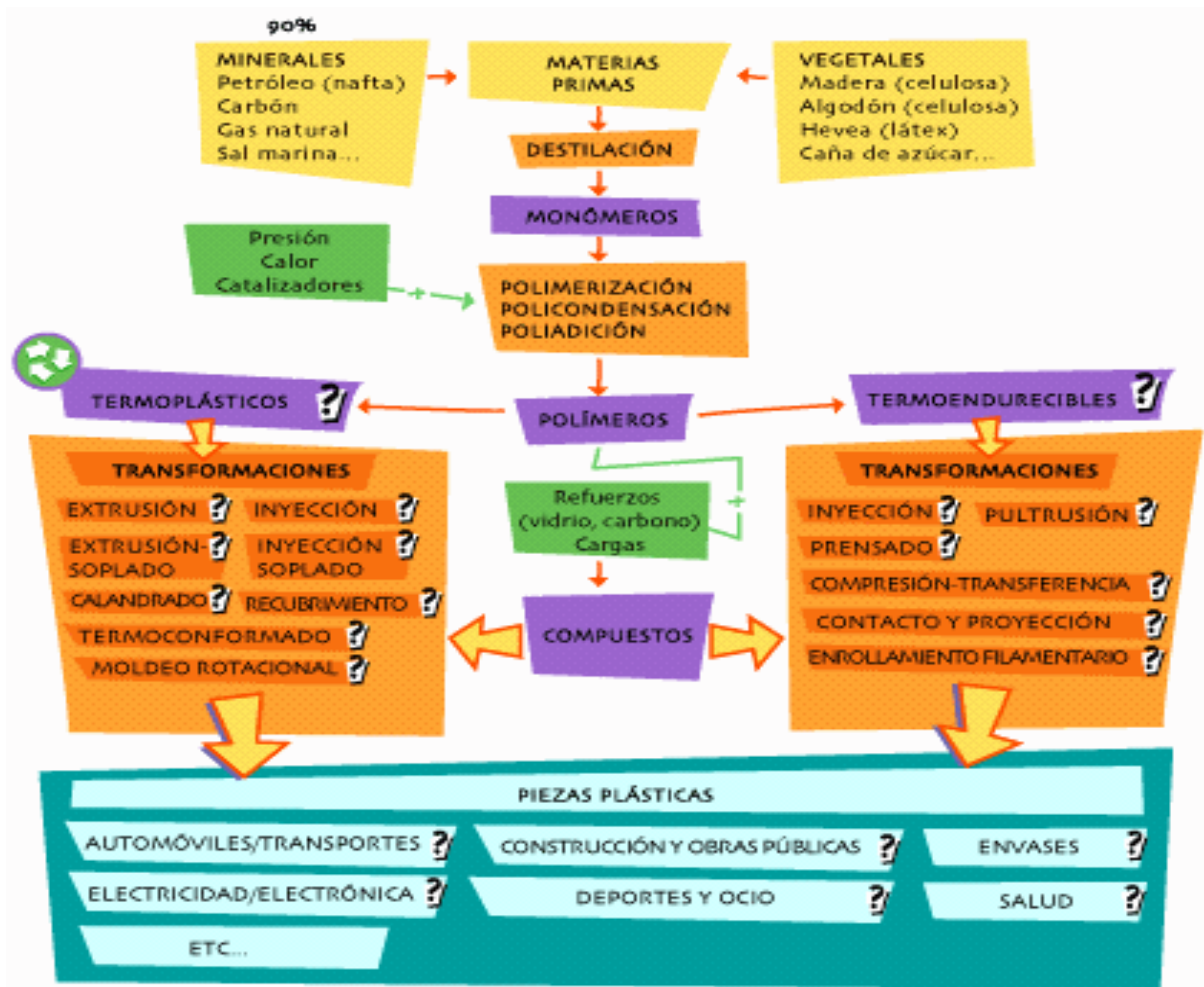 90%
MINERALES
Petróleo (nafta)
Carbón
Gas natural
Sal marina...
MATERIAS
PRIMAS
VEGETALES
Madera (celulosa)
Algodón (celulosa)
Hevea (látex)
Caña de azúcar...
DESTILACIÓN
MONÓMEROS
Presión
Calor
Catalizadores
+
POLIMERIZACIÓN
POLICONDENSACIÓN
POLIADICIÓN
TERMOPLÁSTICOS ?
POLÍMEROS
TERMOENDURECIBLES ?
TRANSFORMACIONES
EXTRUSIÓN ? INYECCIÓN ?
EXTRUSIÓN- ? INYECCIÓN ?
SOPLADO SOPLADO
CALANDRADO ? RECUBRIMIENTO ?
TERMOCONFORMADO ?
MOLDEO ROTACIONAL ?
Refuerzos
(vidrio, carbono)
Cargas
+
COMPUESTOS
TRANSFORMACIONES
INYECCIÓN ? PULTRUSIÓN ?
PRENSADO ?
COMPRESIÓN-TRANSFERENCIA ?
CONTACTO Y PROYECCIÓN ?
ENROLLAMIENTO FILAMENTARIO ?
PIEZAS PLÁSTICAS
AUTOMÓVILES/TRANSPORTES ? CONSTRUCCIÓN Y OBRAS PÚBLICAS ? ENVASES ?
ELECTRICIDAD/ELECTRÓNICA ? DEPORTES Y OCIO ? SALUD ?
ETC...